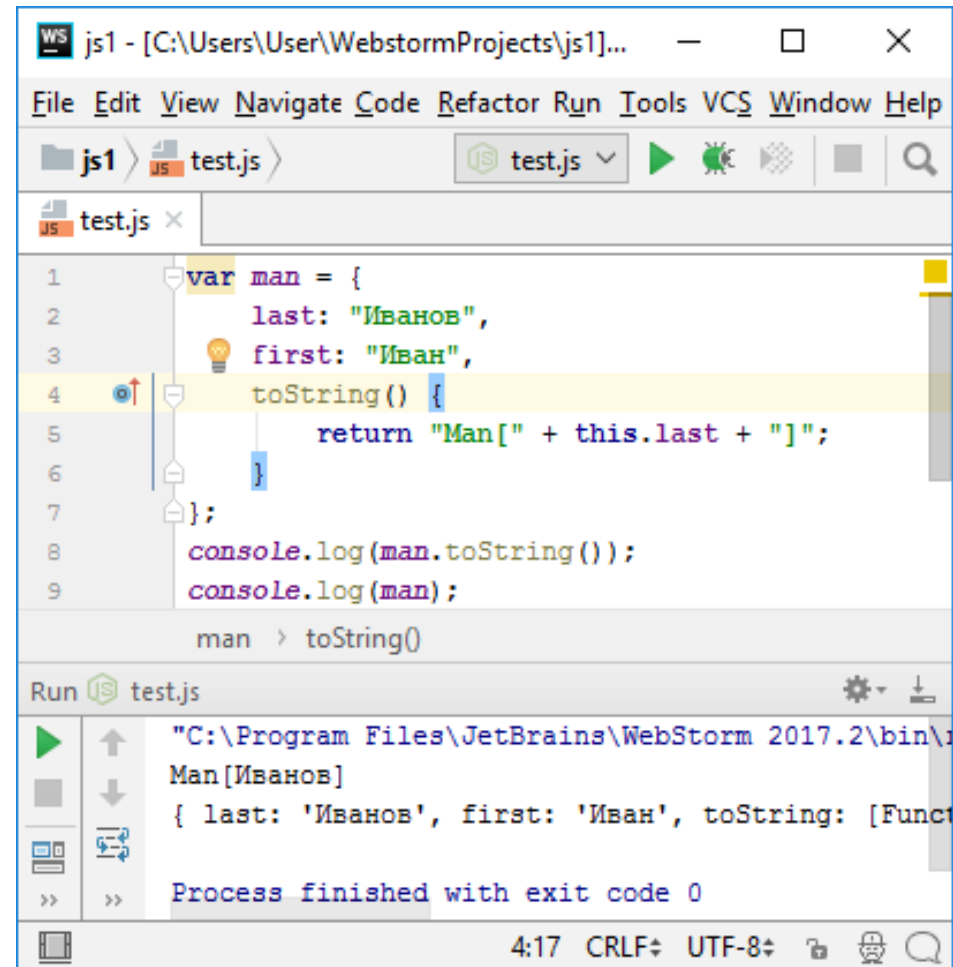 WS js1 - [C:\Users\User\WebstormProjects\js1]...
File Edit View Navigate Code Refactor Run Tools VCS Window Help
js1 test.js test.js
test.js
1 var man = {
2 last: "Иванов",
3 first: "Иван",
4 toString() {
5 return "Man[" + this.last + "]";
6 }
7 };
8 console.log(man.toString());
9 console.log(man);
man > toString()
Run test.js
"C:\Program Files\JetBrains\WebStorm 2017.2\bin\
Man[Иванов]
{ last: 'Иванов', first: 'Иван', toString: [Funct
Process finished with exit code 0
4:17 CRLF UTF-8